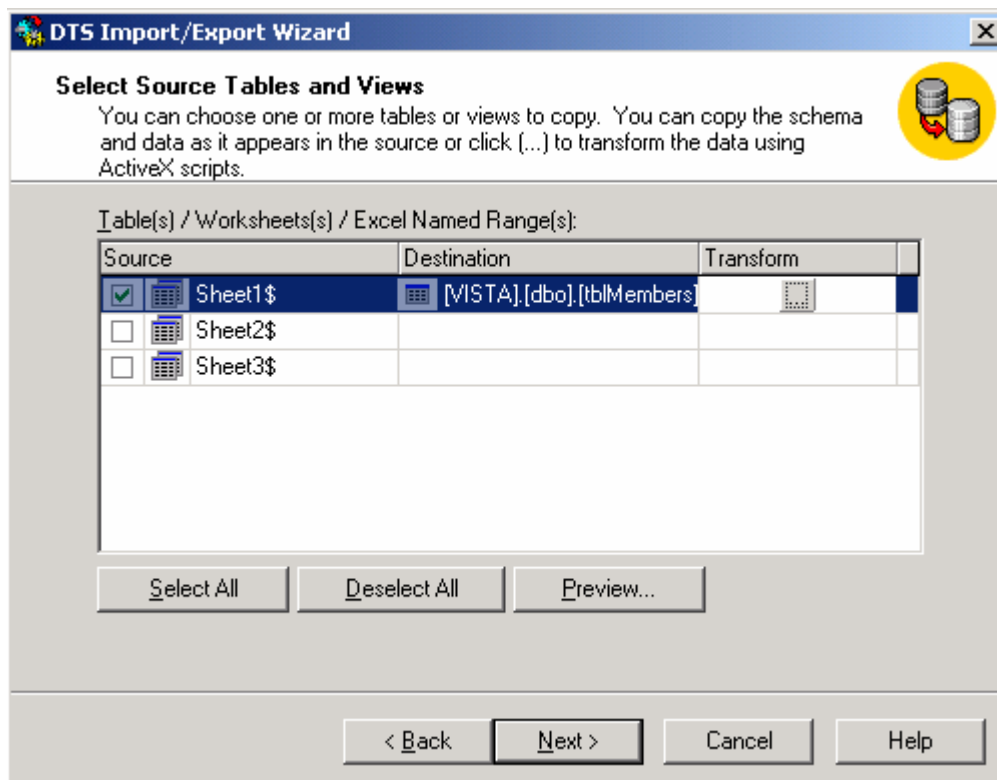 DTS Import/Export Wizard
Select Source Tables and Views
You can choose one or more tables or views to copy. You can copy the schema
and data as it appears in the source or click (...) to transform the data using
ActiveX scripts.
Table(s) / Worksheets(s) / Excel Named Range(s):
Source Destination Transform
Sheet1$ [VISTA].[dbo].[tblMembers] ...
Sheet2$
Sheet3$
Select All Deselect All Preview...
< Back Next > Cancel Help